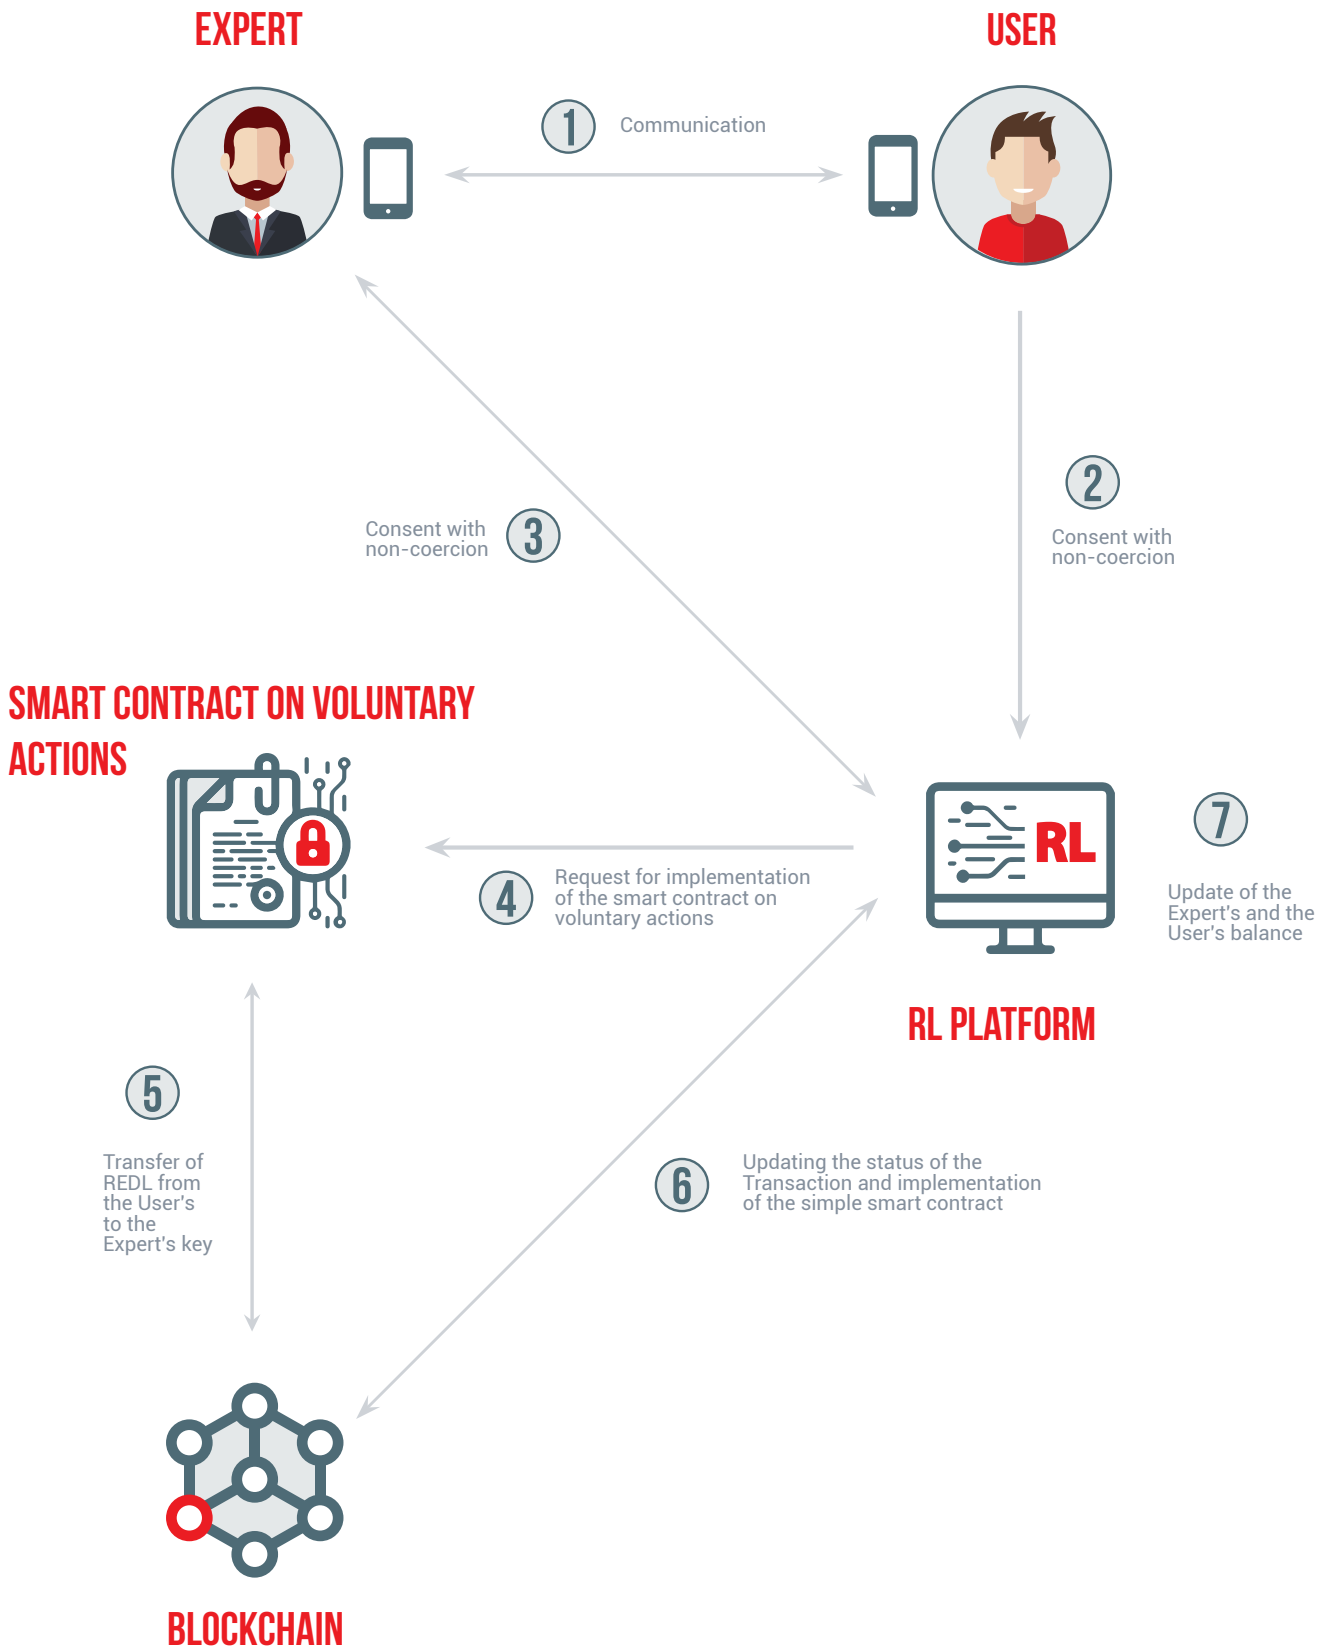 EXPERT
USER
1
Communication
2
Consent with
non-coercion
Consent with
non-coercion
3
SMART CONTRACT ON VOLUNTARY
ACTIONS
RL
7
Update of the
Expert's and the
User's balance
4
Request for implementation
of the smart contract on
voluntary actions
RL PLATFORM
5
Transfer of
REDL from
the User's
to the
Expert's key
6
Updating the status of the
Transaction and implementation
of the simple smart contract
BLOCKCHAIN